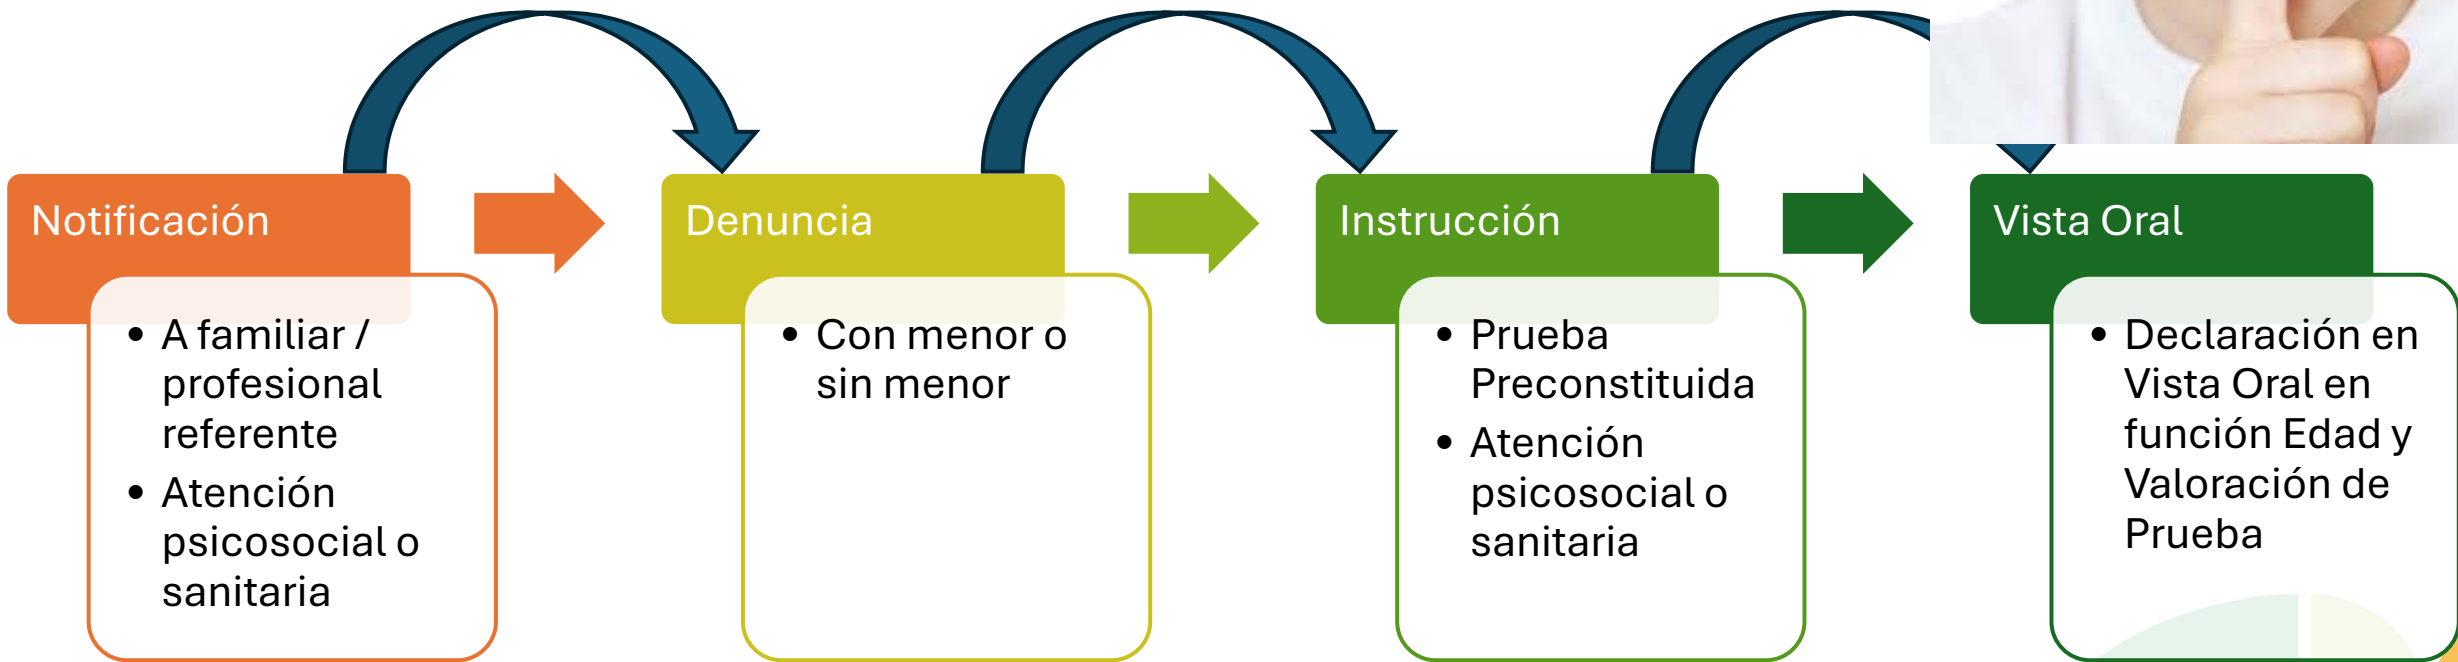 Notificación
• A familiar /
profesional
referente
• Atención
psicosocial o
sanitaria
Denuncia
• Con menor o
sin menor
Instrucción
• Prueba
Preconstituida
• Atención
psicosocial o
sanitaria
Vista Oral
• Declaración en
Vista Oral en
función Edad y
Valoración de
Prueba